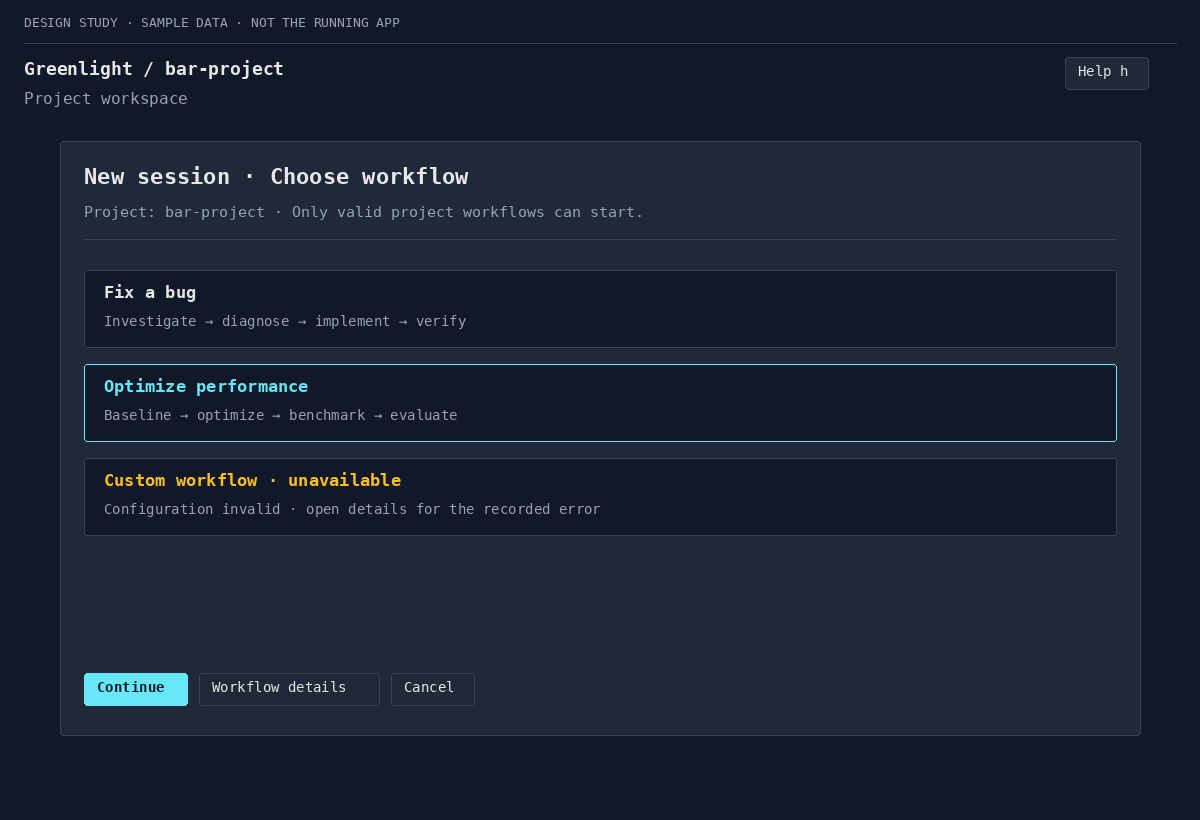 DESIGN STUDY · SAMPLE DATA · NOT THE RUNNING APP
Greenlight / bar-project
Help h
Project workspace
New session · Choose workflow
Project: bar-project · Only valid project workflows can start.
Fix a bug
Investigate → diagnose → implement → verify
Optimize performance
Baseline → optimize → benchmark → evaluate
Custom workflow · unavailable
Configuration invalid · open details for the recorded error
Continue
Workflow details
Cancel